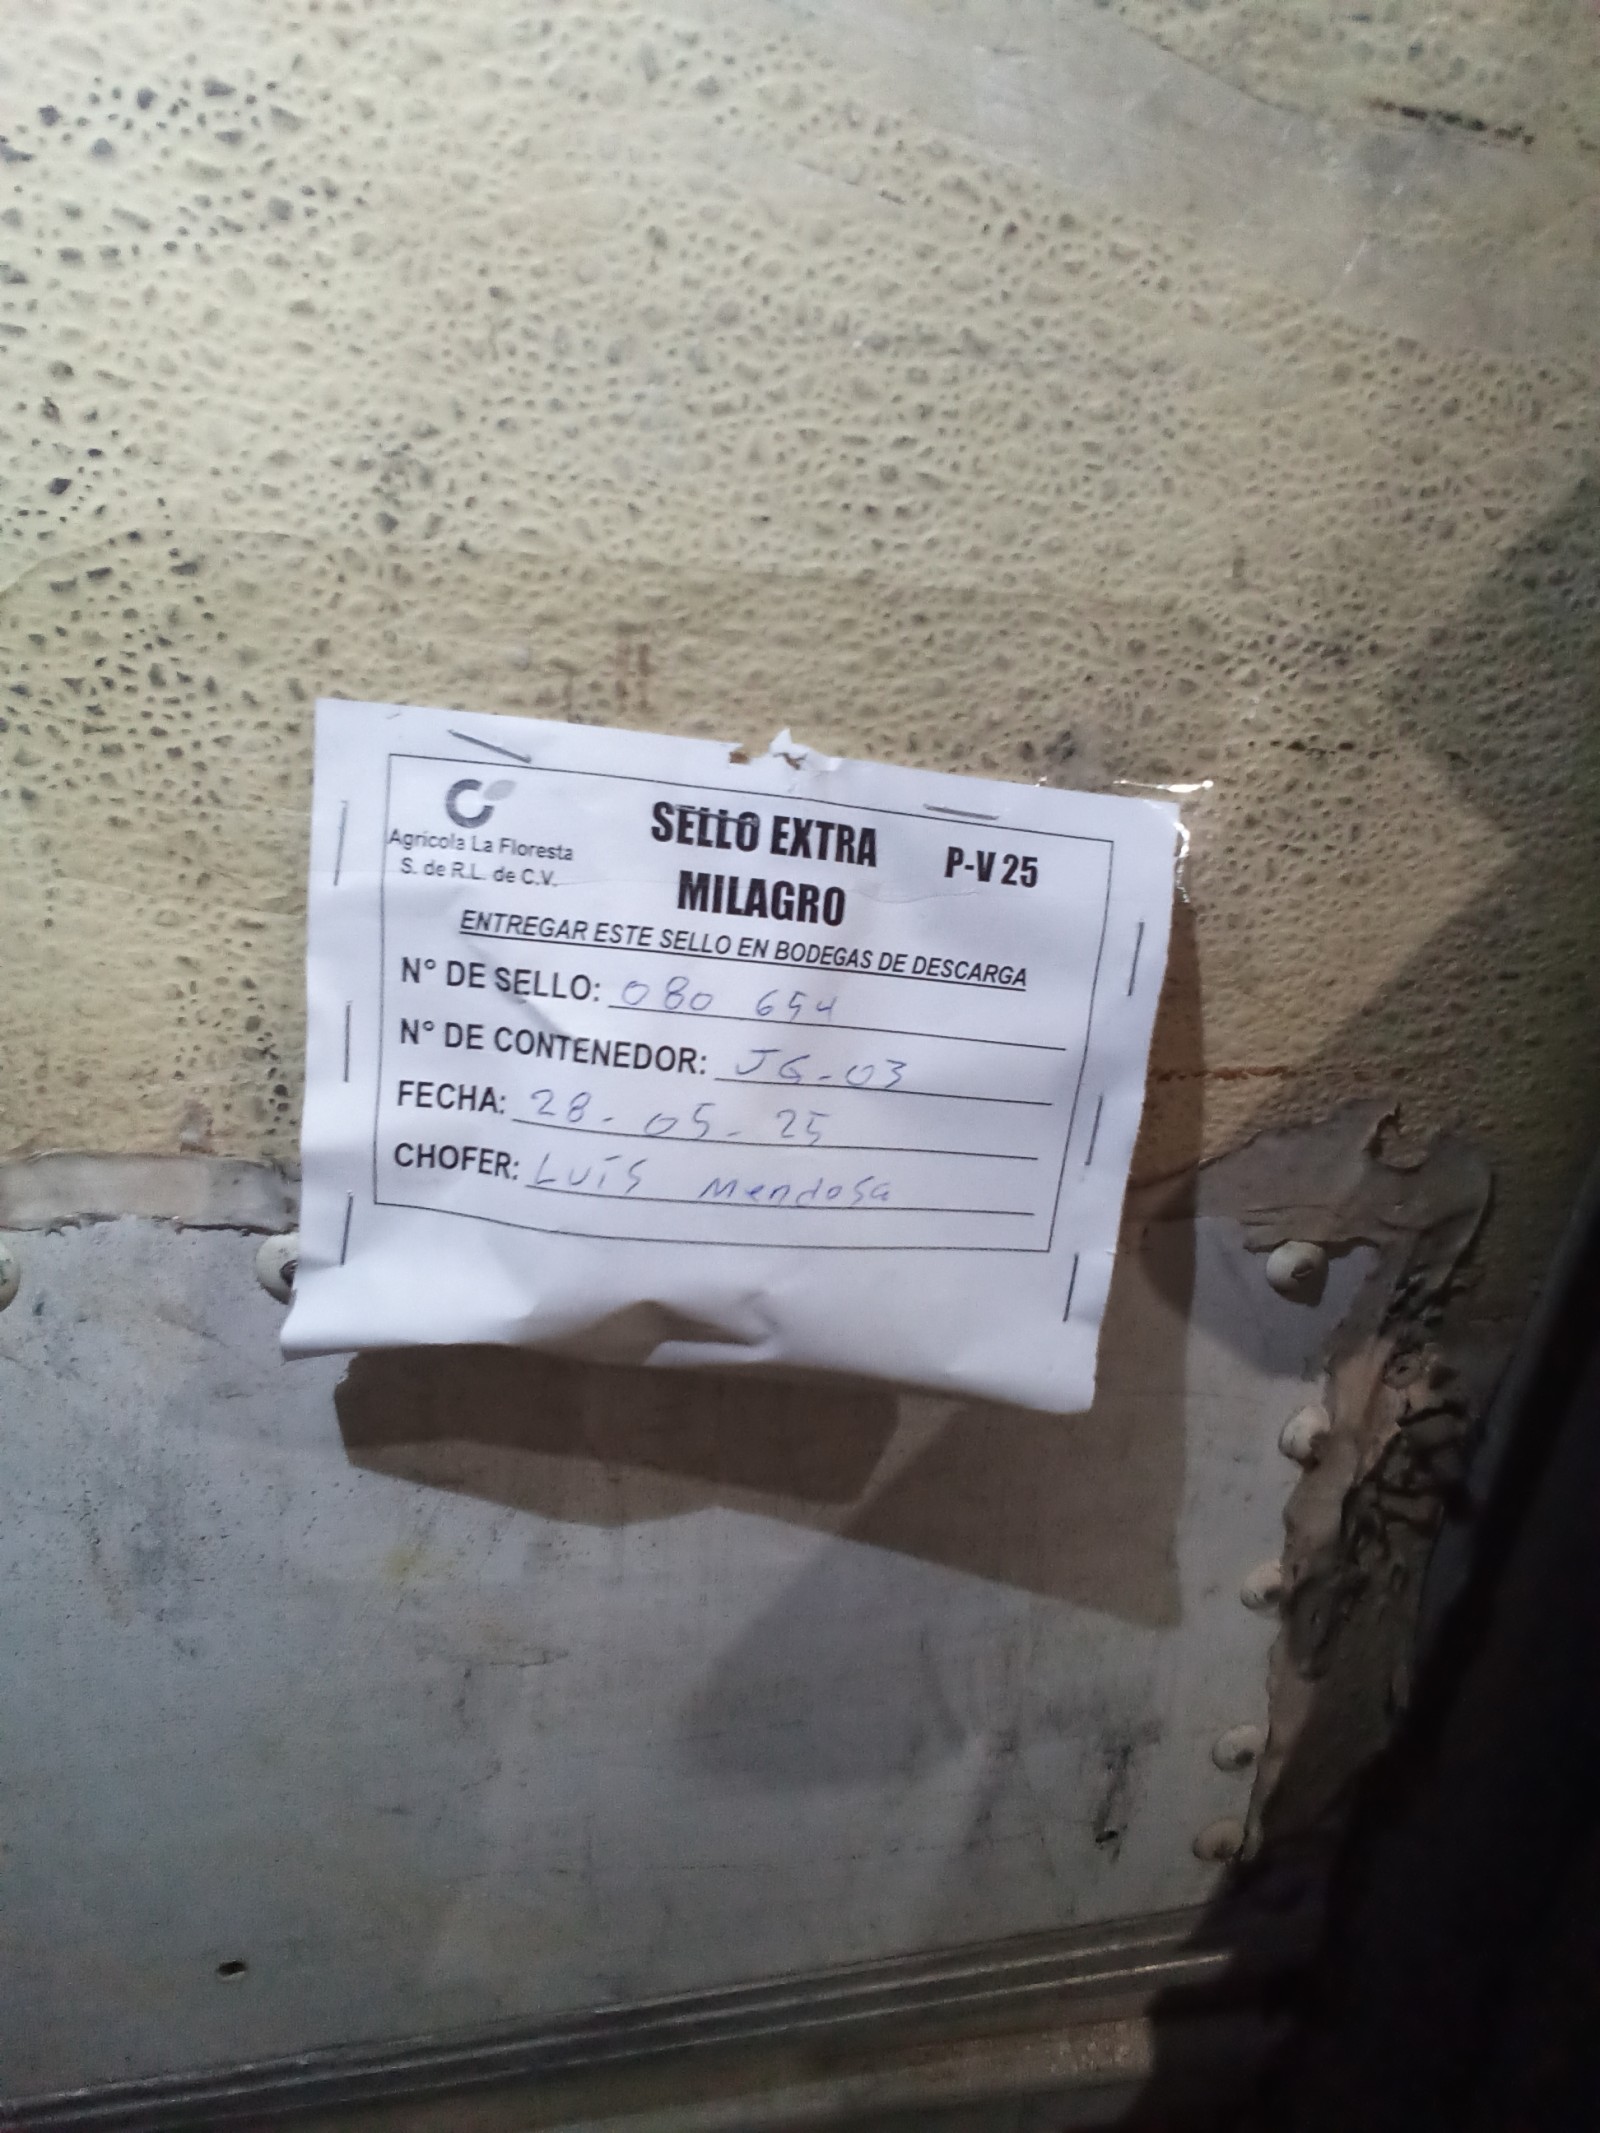 Agrícola La Floresta
S. de R.L. de C.V.
SELLO EXTRA
MILAGRO
P-V 25
ENTREGAR ESTE SELLO EN BODEGAS DE DESCARGA
N° DE SELLO: 080 654
N° DE CONTENEDOR: JG-03
FECHA: 28-05-25
CHOFER: LUIS Mendosa